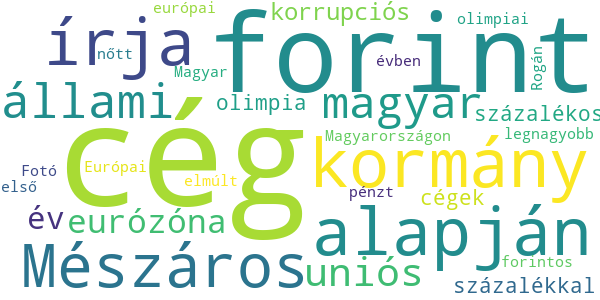 európai
korrupciós
olimpiai
írja
forint
nőtt
évben
Rogán
Magyar
állami
olimpia
magyar
százalékos
cég
Magyarországon
legnagyobb
Fotó
Európai
kormány
első
elmúlt
pénzt
cégek
év
eurózóna
alapján
Mészáros
uniós
forintos
százalékkal